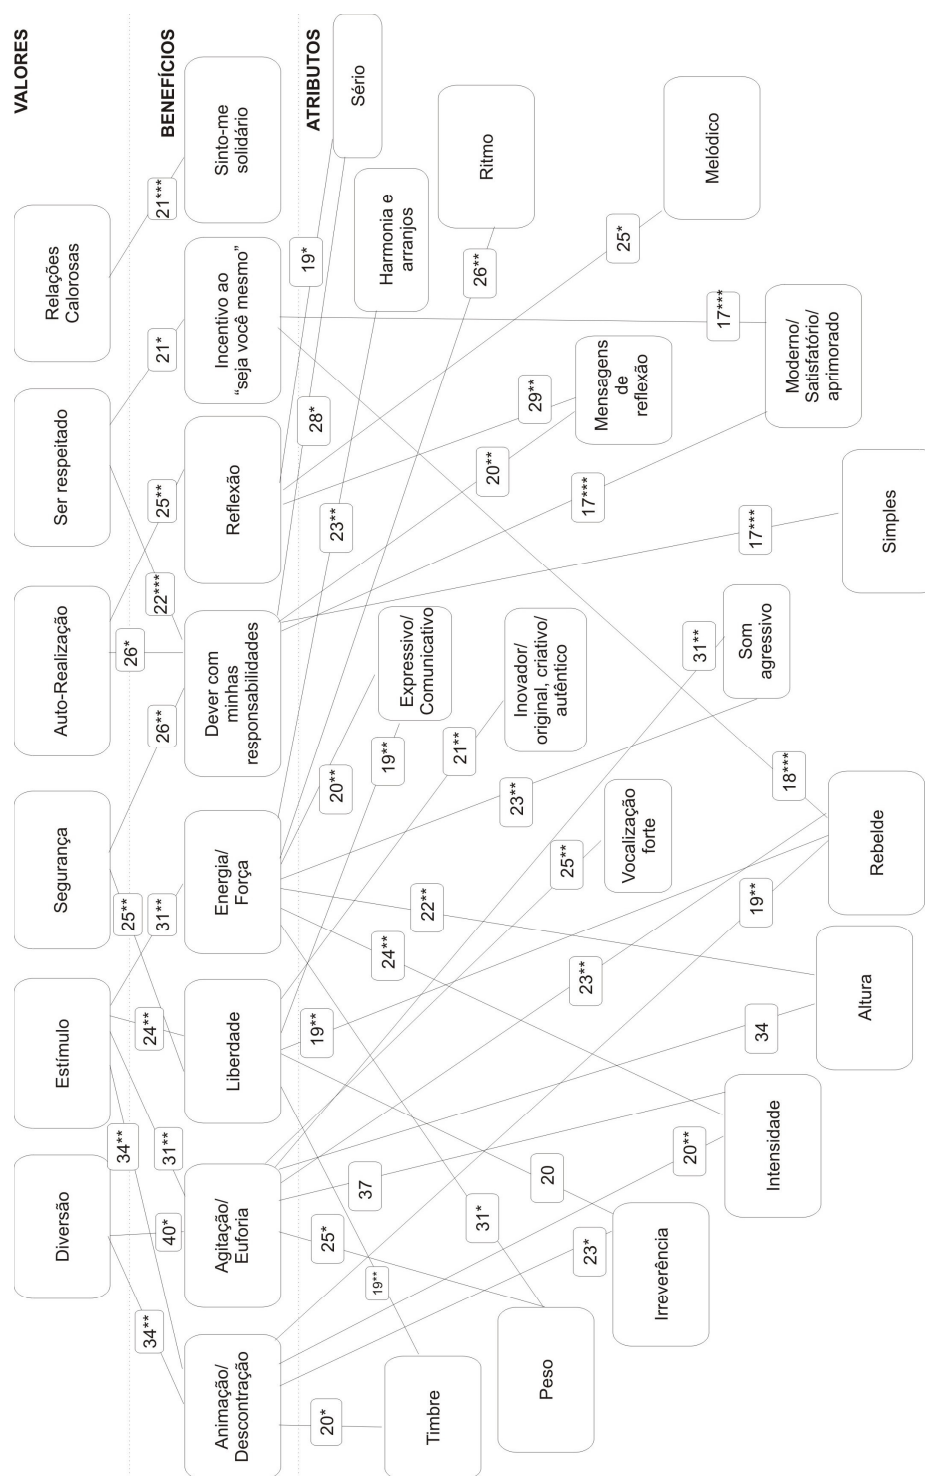 VALORES
Diversão
Estímulo
Segurança
Auto-Realização
Ser respeitado
Relações
Calorosas
34**
40*
34**
31**
24**
31**
25**
26**
26*
22***
25**
21*
21***
BENEFÍCIOS
Animação/
Descontração
Agitação/
Euforia
Liberdade
Energia/
Força
Dever com
minhas
responsabilidades
Reflexão
Incentivo ao
“seja você mesmo”
Sinto-me
solidário
ATRIBUTOS
20*
25*
37
19**
19**
20**
23**
28*
19*
Sério
19**
24**
22**
19**
Expressivo/
Comunicativo
Harmonia e
arranjos
Timbre
21**
20**
29**
26**
Ritmo
31*
23**
Inovador/
original, criativo/
autêntico
Peso
20
23*
23**
25**
17***
25*
Mensagens
de
reflexão
Vocalização
forte
Irreverência
20**
31**
17***
17***
Melódico
Som
agressivo
Intensidade
34
19**
18***
Moderno/
Satisfatório/
aprimorado
Altura
Rebelde
Simples